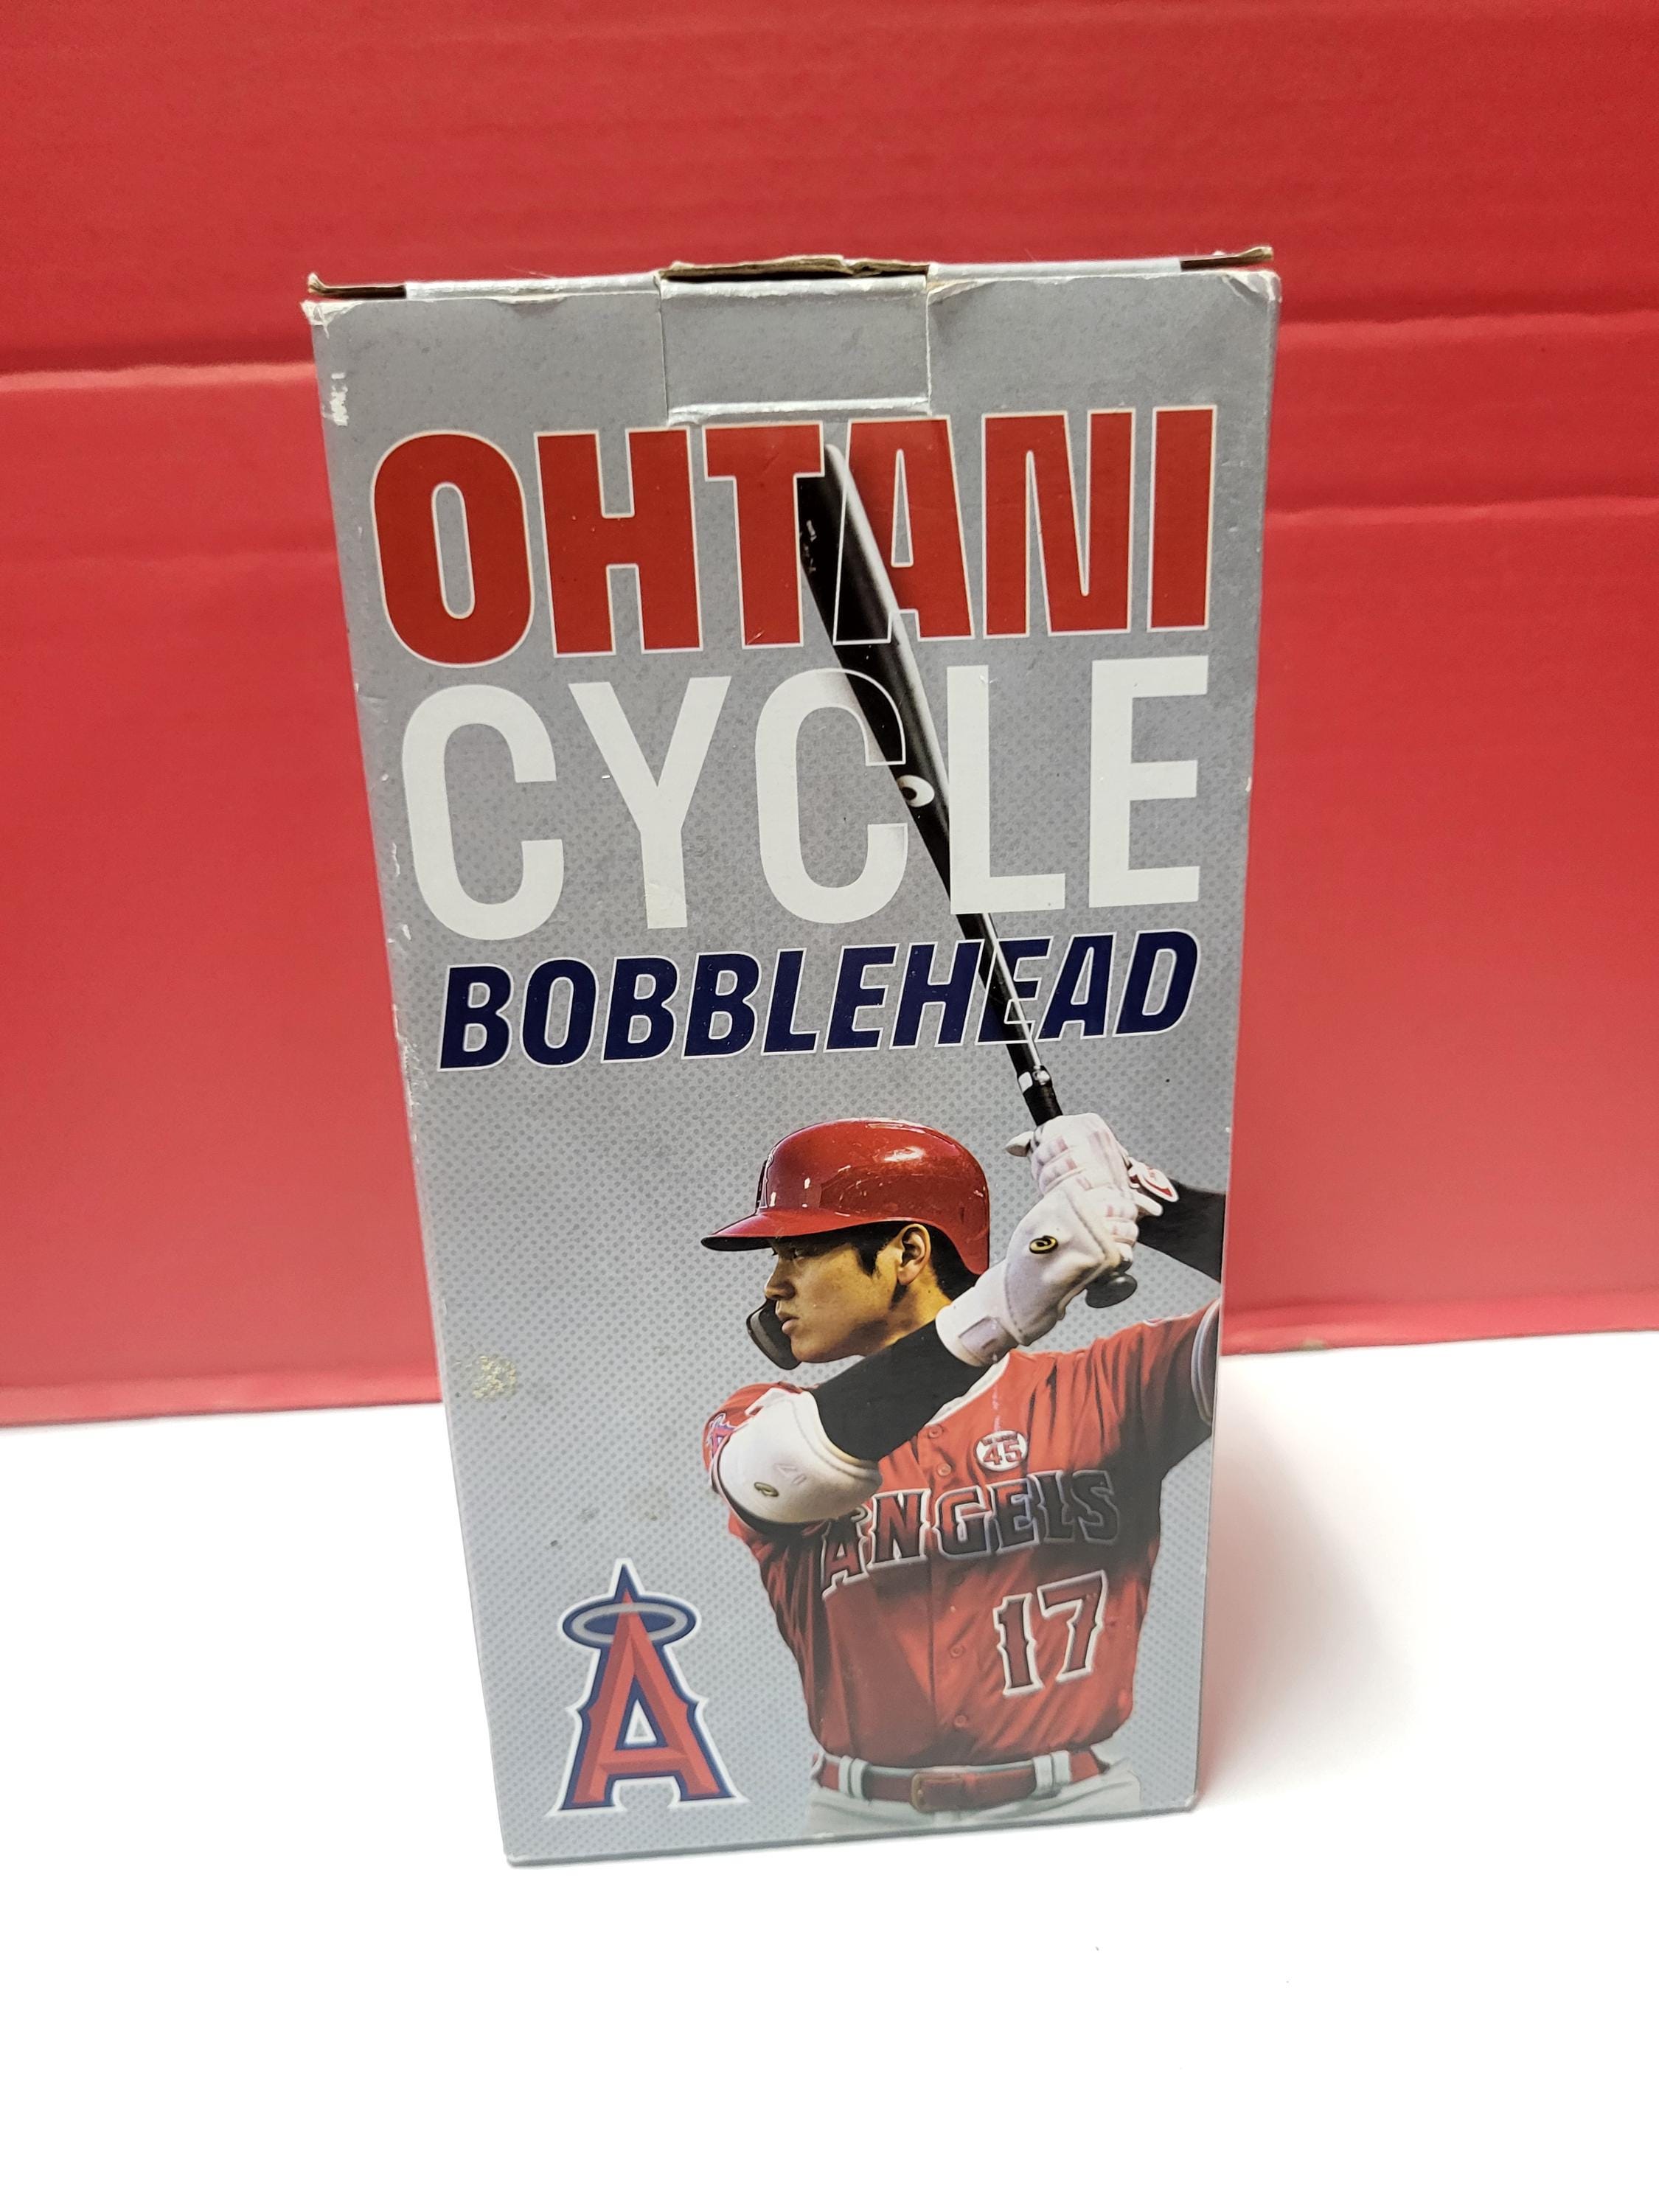 OHTANI
CYCLE
BOBBLEHEAD
45
ANGELS
17
A